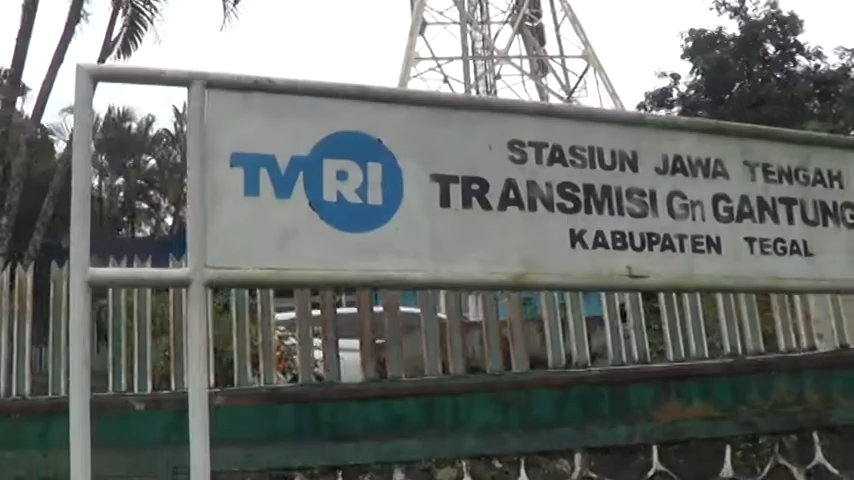 TVRI
STASIUN JAWA TENGAH
TRANSMISI Gn GANTUNG
KABUPATEN TEGAL